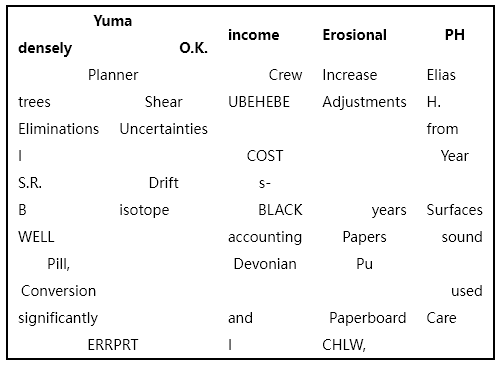 Yuma income Erosional PH
densely O.K.
Planner Crew Increase Elias
trees Shear UBEHEBE Adjustments H.
Eliminations Uncertainties from
I COST Year
S.R. Drift s-
B isotope BLACK years Surfaces
WELL accounting Papers sound
Pill, Devonian Pu
Conversion used
significantly and Paperboard Care
ERRPRT I CHLW,